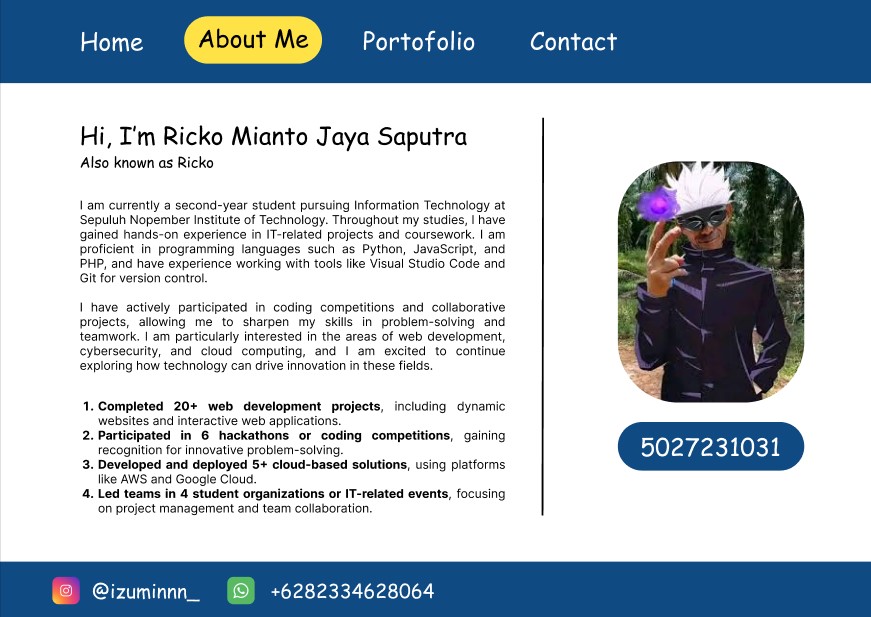 Home About Me Portofolio Contact
Hi, I'm Ricko Mianto Jaya Saputra
Also known as Ricko
I am currently a second-year student pursuing Information Technology at
Sepuluh Nopember Institute of Technology. Throughout my studies, I have
gained hands-on experience in IT-related projects and coursework. I am
proficient in programming languages such as Python, JavaScript, and
PHP, and have experience working with tools like Visual Studio Code and
Git for version control.
I have actively participated in coding competitions and collaborative
projects, allowing me to sharpen my skills in problem-solving and
teamwork. I am particularly interested in the areas of web development,
cybersecurity, and cloud computing, and I am excited to continue
exploring how technology can drive innovation in these fields.
1. Completed 20+ web development projects, including dynamic
websites and interactive web applications.
2. Participated in 6 hackathons or coding competitions, gaining
recognition for innovative problem-solving.
3. Developed and deployed 5+ cloud-based solutions, using platforms
like AWS and Google Cloud.
4. Led teams in 4 student organizations or IT-related events, focusing
on project management and team collaboration.
5027231031
@izuminnn_ +6282334628064